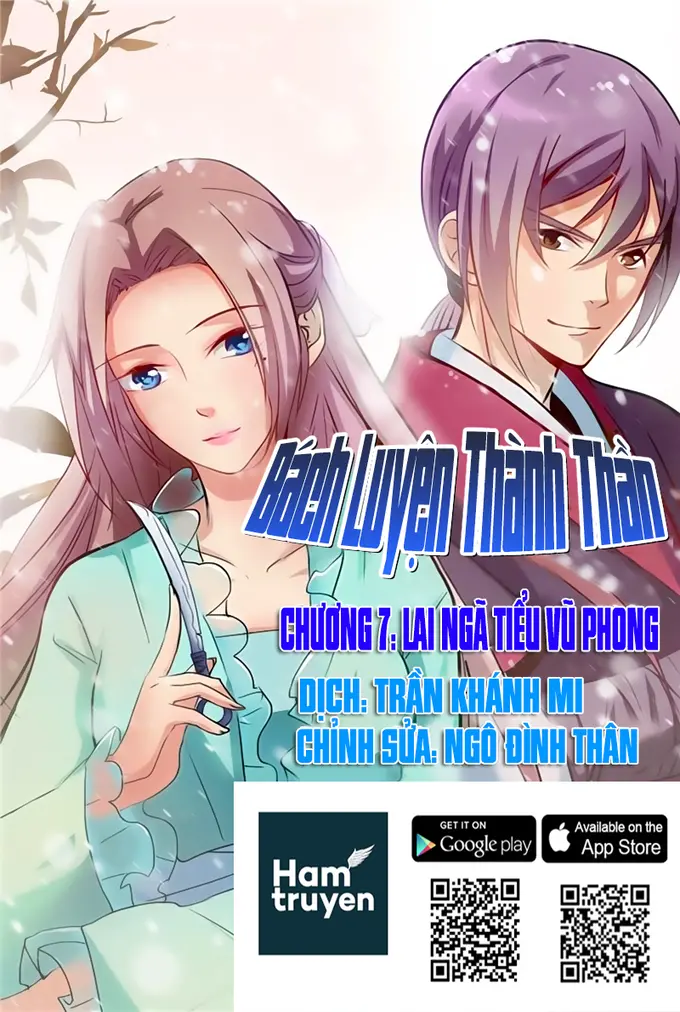 Bách Luyện Thành Thần
CHƯƠNG 7: LAI NGÃ TIỂU VŨ PHONG
DỊCH: TRẦN KHÁNH MI
CHỈNH SỬA: NGÔ ĐÌNH THÂN
Ham
truyen
GET IT ON
Google play
Available on the
App Store